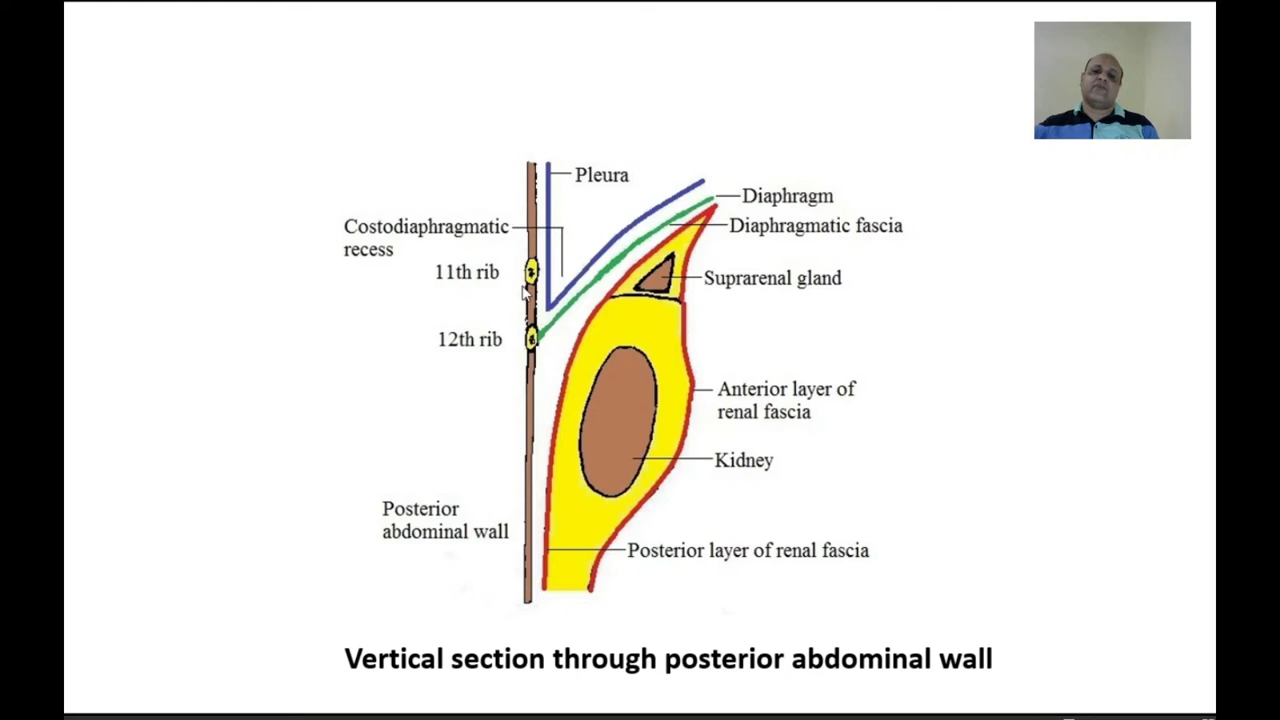 Pleura
Diaphragm
Costodiaphragmatic
recess
Diaphragmatic fascia
11th rib
Suprarenal gland
12th rib
Anterior layer of
renal fascia
Kidney
Posterior
abdominal wall
Posterior layer of renal fascia
Vertical section through posterior abdominal wall